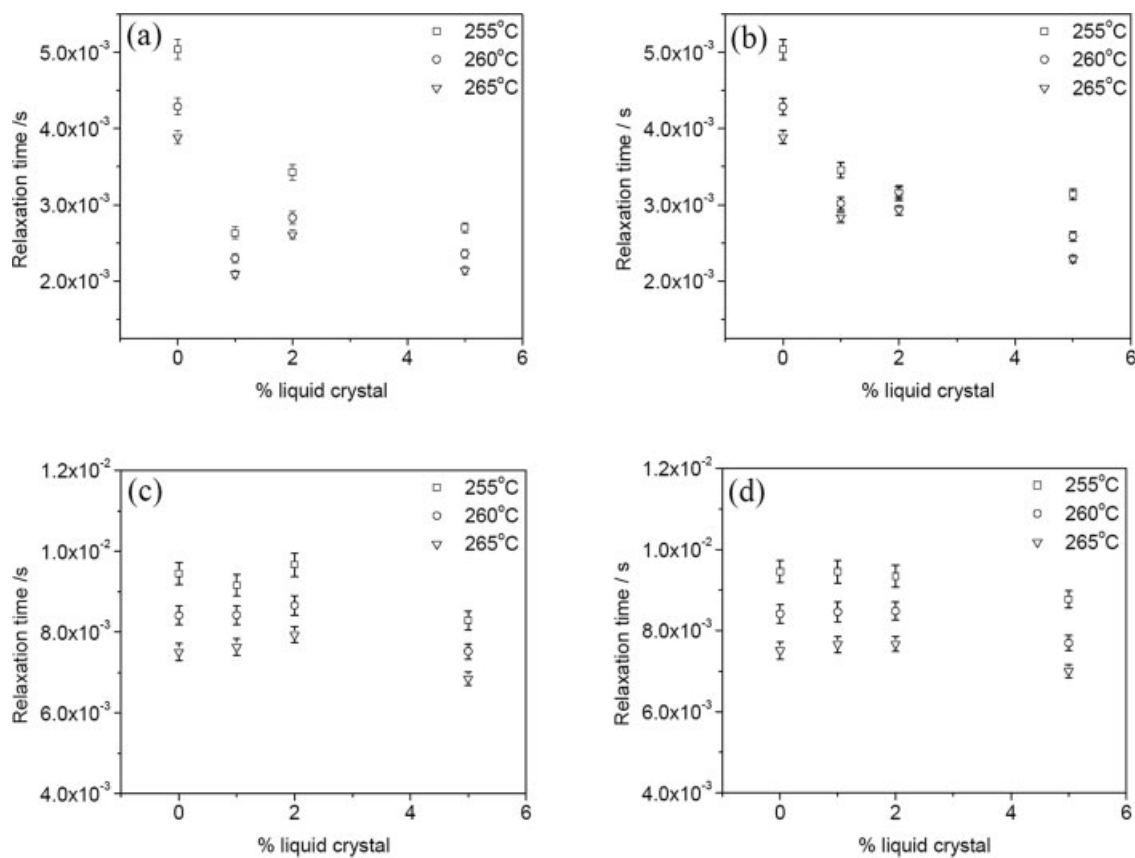 (a)
255°C
260°C
265°C
5.0x10⁻³
4.0x10⁻³
3.0x10⁻³
2.0x10⁻³
Relaxation time /s
0 2 4 6
% liquid crystal
(b)
255°C
260°C
265°C
5.0x10⁻³
4.0x10⁻³
3.0x10⁻³
2.0x10⁻³
Relaxation time / s
0 2 4 6
% liquid crystal
(c)
255°C
260°C
265°C
1.2x10⁻²
1.0x10⁻²
8.0x10⁻³
6.0x10⁻³
4.0x10⁻³
Relaxation time /s
0 2 4 6
% liquid crystal
(d)
255°C
260°C
265°C
1.2x10⁻²
1.0x10⁻²
8.0x10⁻³
6.0x10⁻³
4.0x10⁻³
Relaxation time / s
0 2 4 6
% liquid crystal